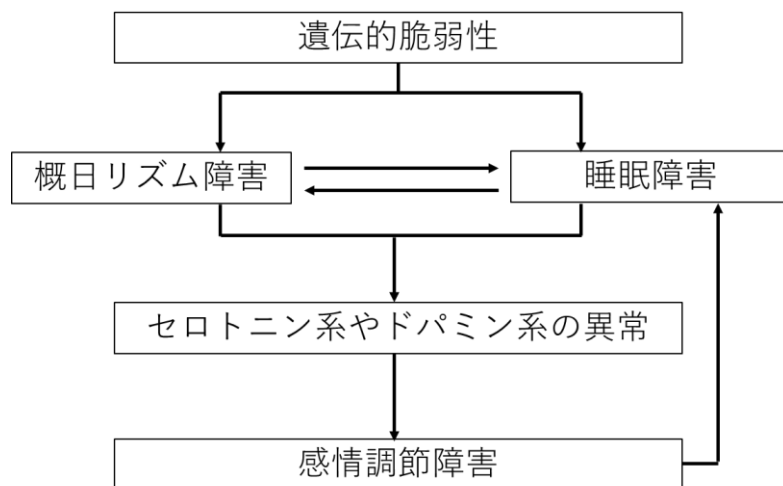 遺伝的脆弱性
概日リズム障害
睡眠障害
セロトニン系やドパミン系の異常
感情調節障害